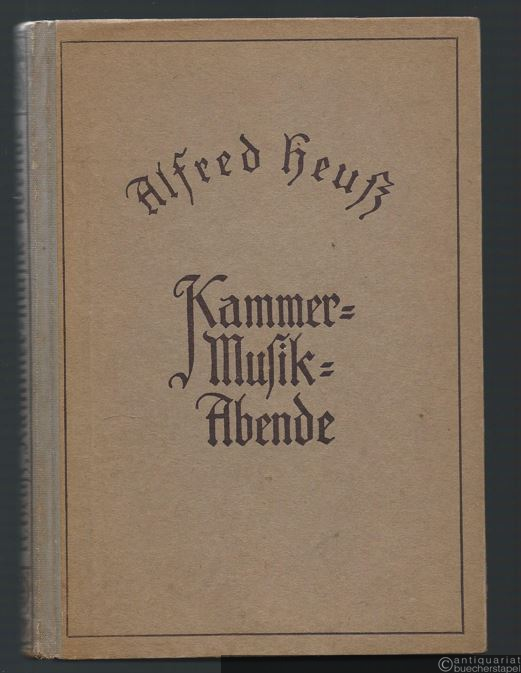 Alfred Heuß
Kammer=
Muſik=
Abende
©antiquariat
buecherstapel